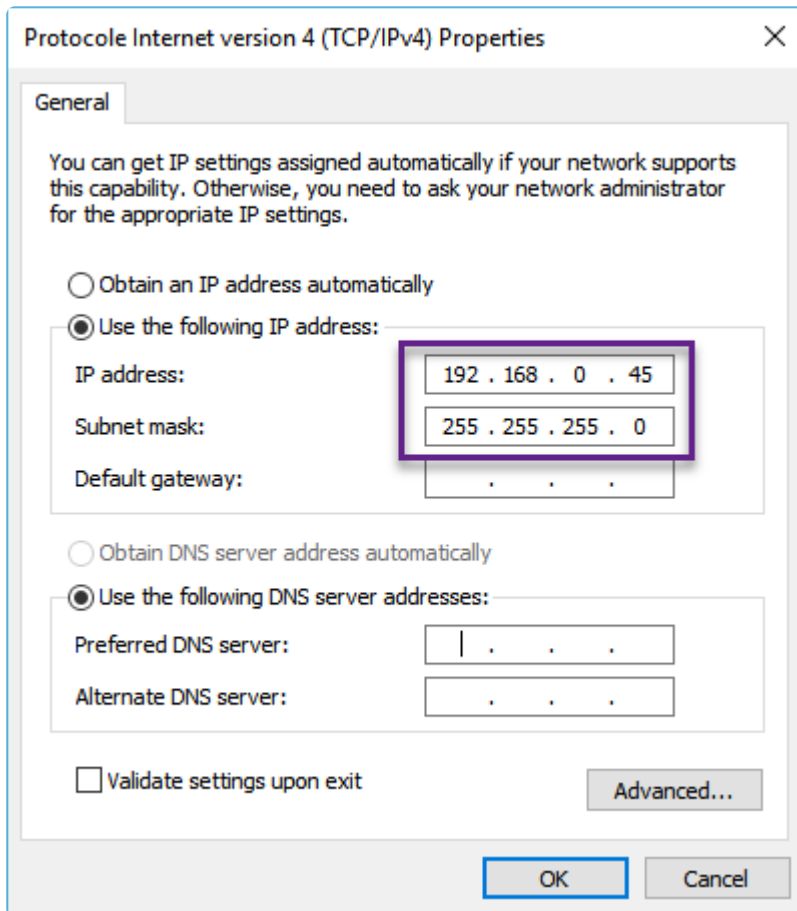 Protocole Internet version 4 (TCP/IPv4) Properties
General
You can get IP settings assigned automatically if your network supports
this capability. Otherwise, you need to ask your network administrator
for the appropriate IP settings.
Obtain an IP address automatically
Use the following IP address:
IP address: 192 . 168 . 0 . 45
Subnet mask: 255 . 255 . 255 . 0
Default gateway: . . .
Obtain DNS server address automatically
Use the following DNS server addresses:
Preferred DNS server: . . .
Alternate DNS server: . . .
Validate settings upon exit
Advanced...
OK Cancel